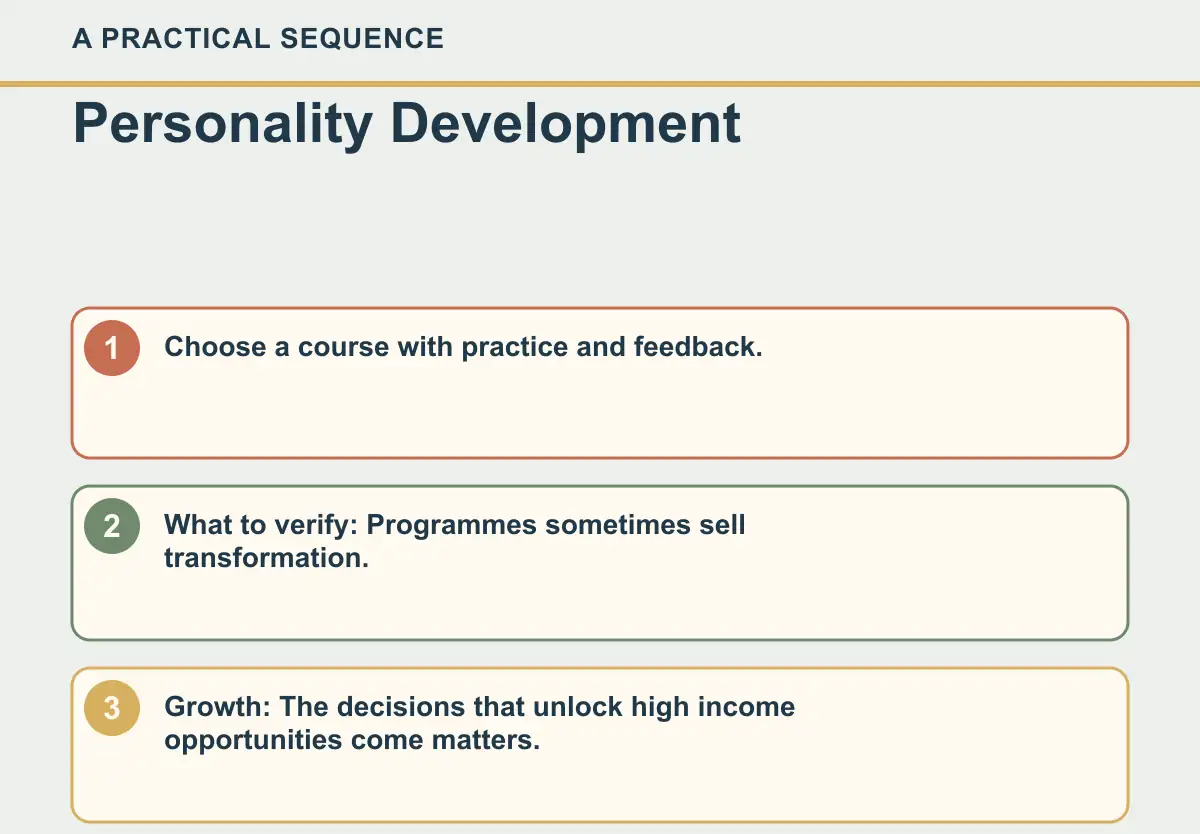 A PRACTICAL SEQUENCE
Personality Development
1
Choose a course with practice and feedback.
2
What to verify: Programmes sometimes sell
transformation.
3
Growth: The decisions that unlock high income
opportunities come matters.